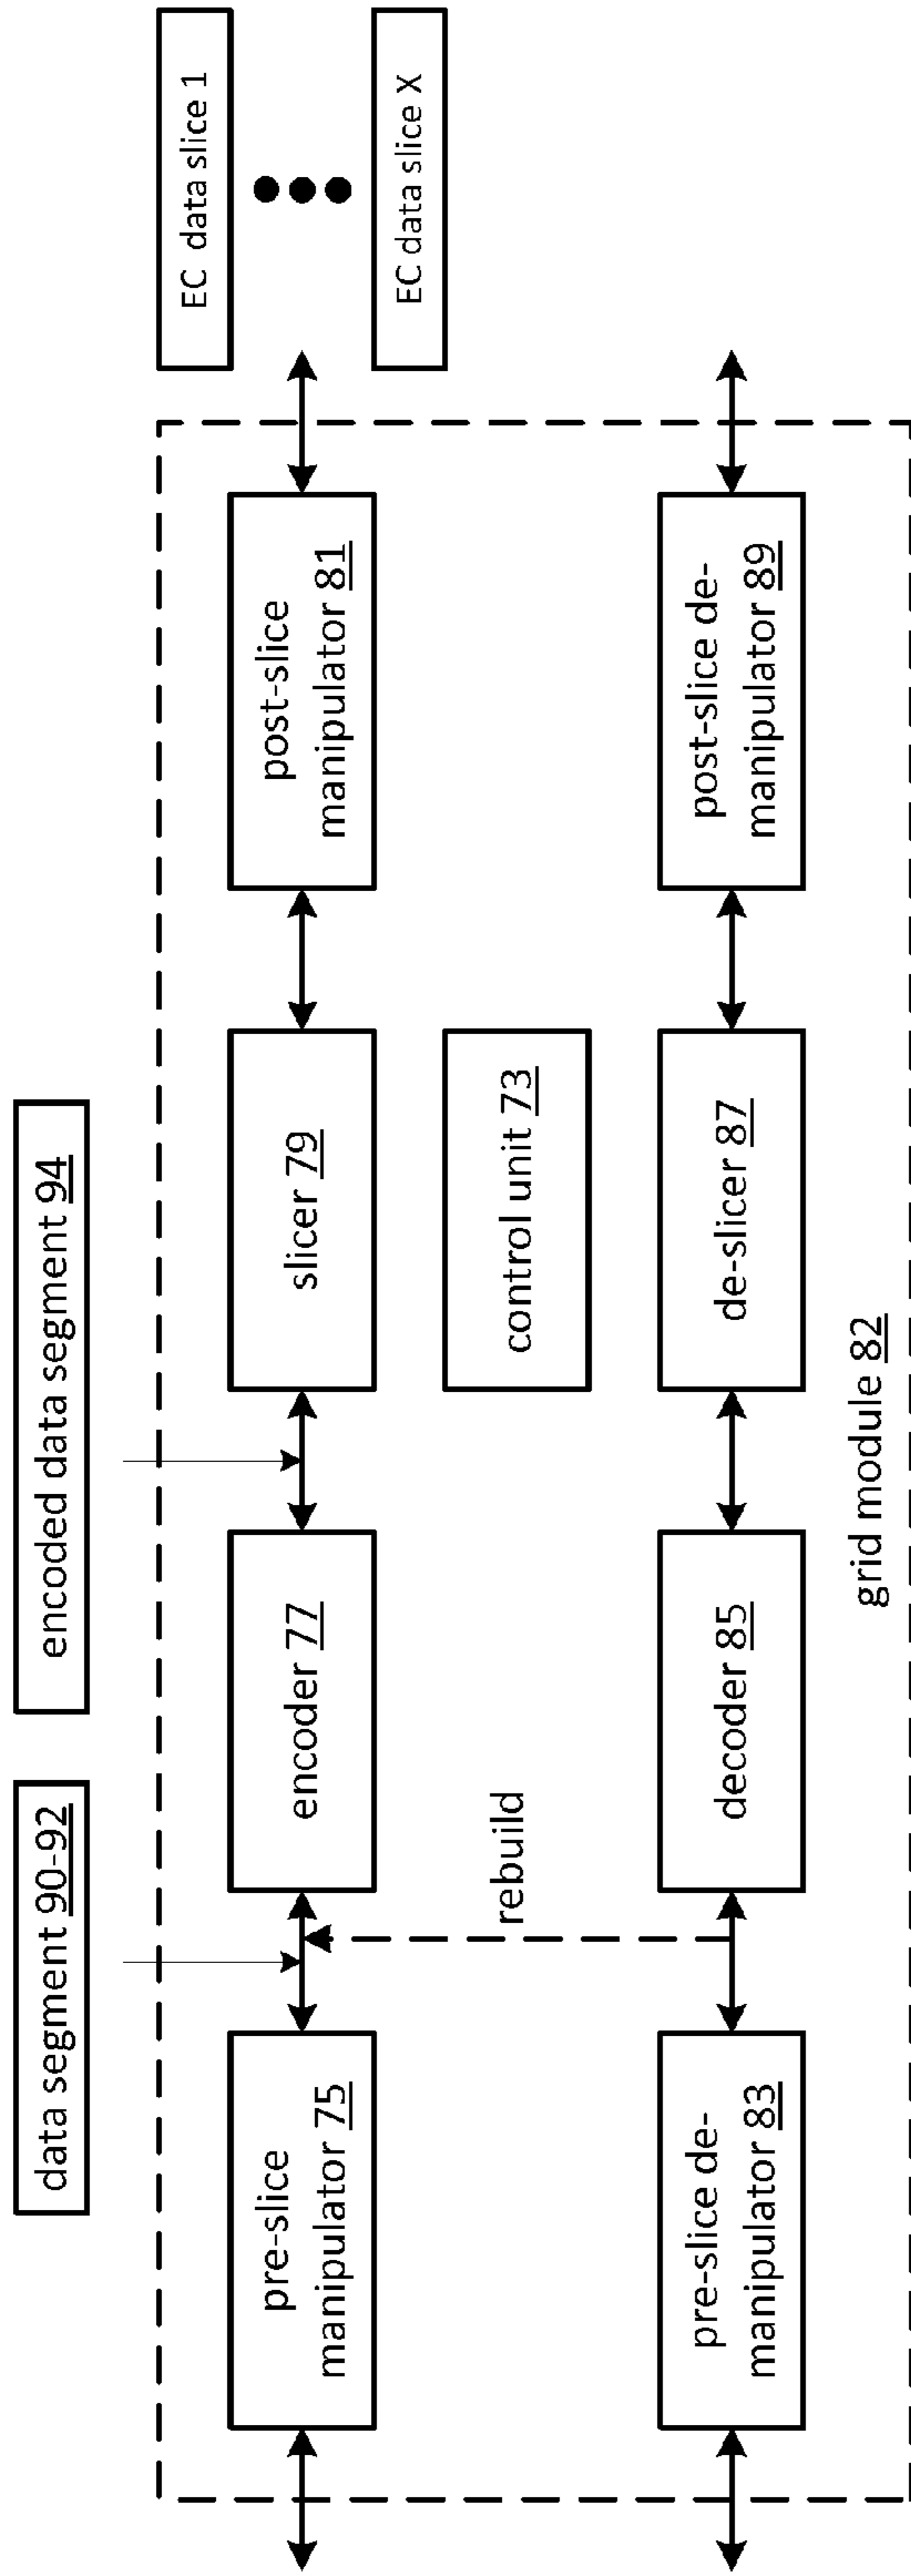 data segment 90-92
encoded data segment 94
EC data slice 1
EC data slice X
pre-slice
manipulator 75
encoder 77
slicer 79
post-slice
manipulator 81
rebuild
control unit 73
pre-slice de-
manipulator 83
decoder 85
de-slicer 87
post-slice de-
manipulator 89
grid module 82